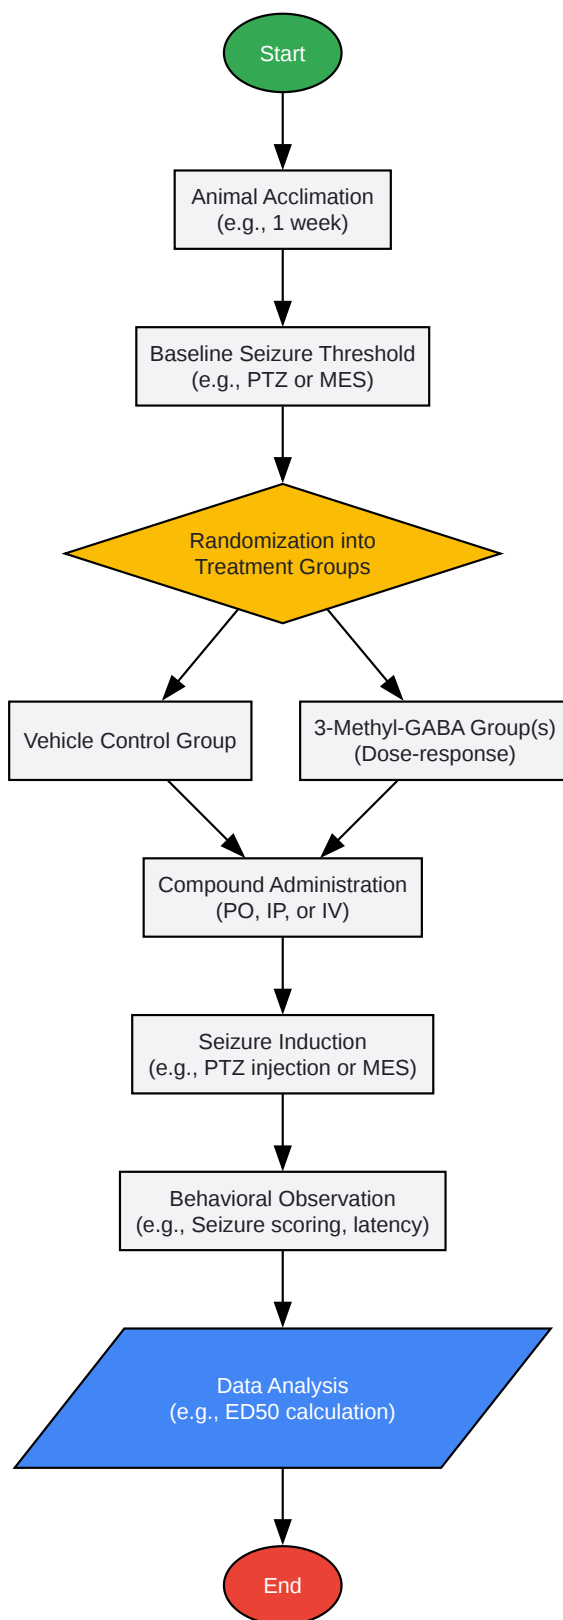 Start
Animal Acclimation
(e.g., 1 week)
Baseline Seizure Threshold
(e.g., PTZ or MES)
Randomization into
Treatment Groups
Vehicle Control Group
3-Methyl-GABA Group(s)
(Dose-response)
Compound Administration
(PO, IP, or IV)
Seizure Induction
(e.g., PTZ injection or MES)
Behavioral Observation
(e.g., Seizure scoring, latency)
Data Analysis
(e.g., ED50 calculation)
End